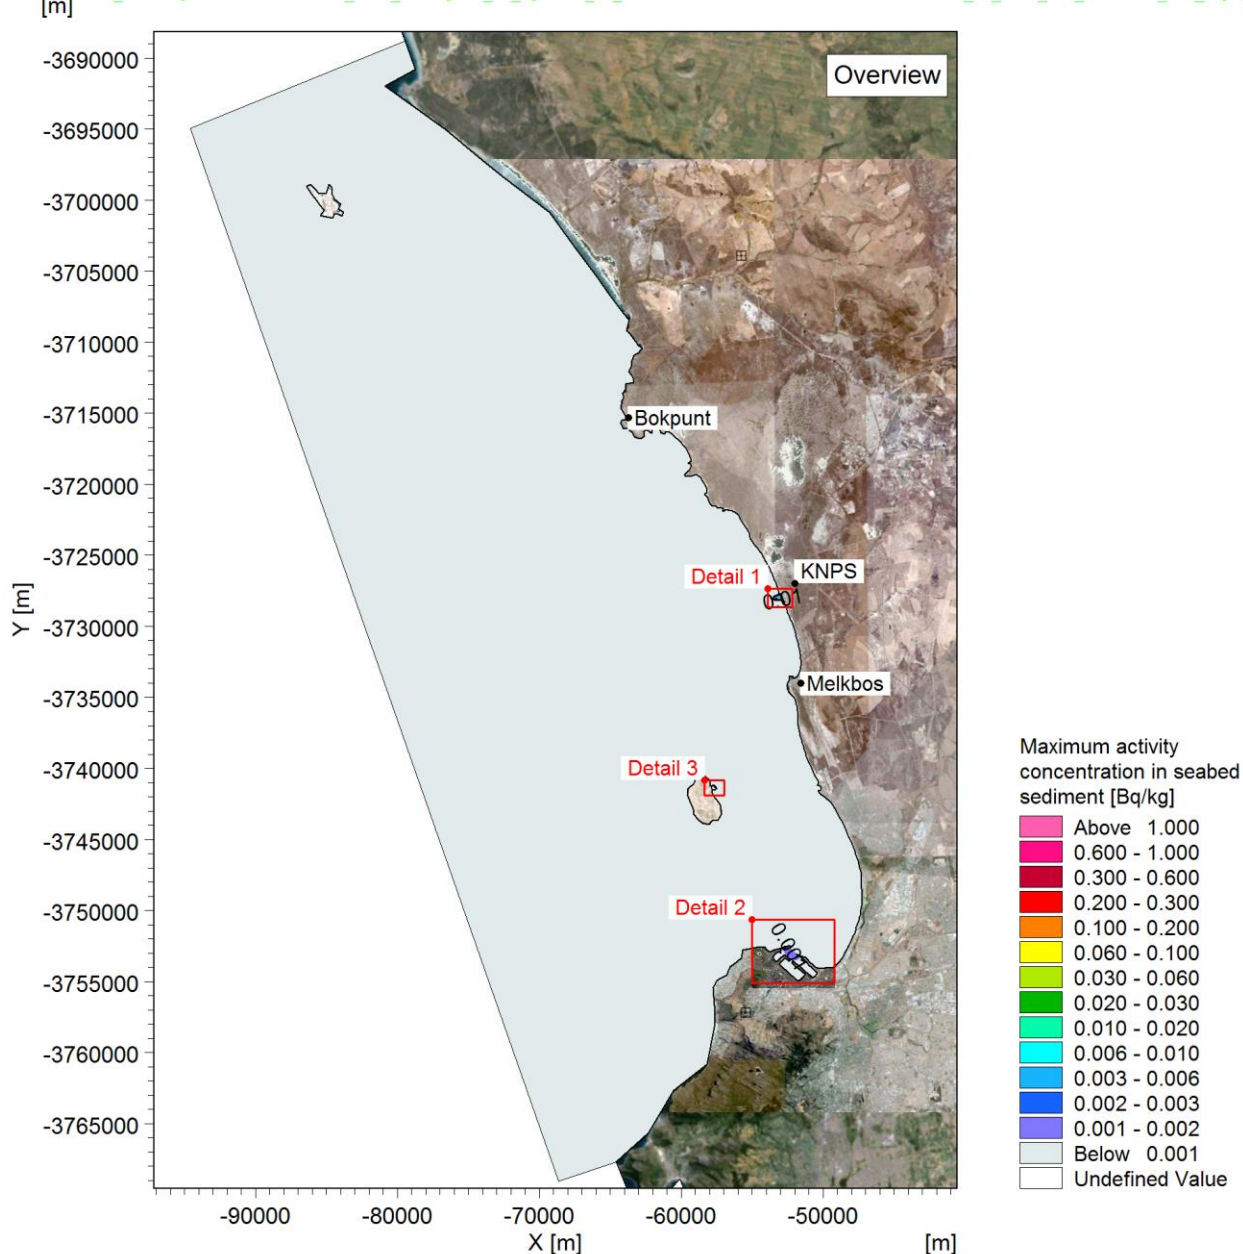 [m]
Overview
-3690000
-3695000
-3700000
-3705000
-3710000
-3715000
-3720000
-3725000
-3730000
-3735000
-3740000
-3745000
-3750000
-3755000
-3760000
-3765000
Y [m]
Bokpunt
KNPS
Detail 1
Melkbos
Detail 3
Detail 2
-90000
-80000
-70000
-60000
-50000
X [m]
[m]
Maximum activity
concentration in seabed
sediment [Bq/kg]
Above 1.000
0.600 - 1.000
0.300 - 0.600
0.200 - 0.300
0.100 - 0.200
0.060 - 0.100
0.030 - 0.060
0.020 - 0.030
0.010 - 0.020
0.006 - 0.010
0.003 - 0.006
0.002 - 0.003
0.001 - 0.002
Below 0.001
Undefined Value